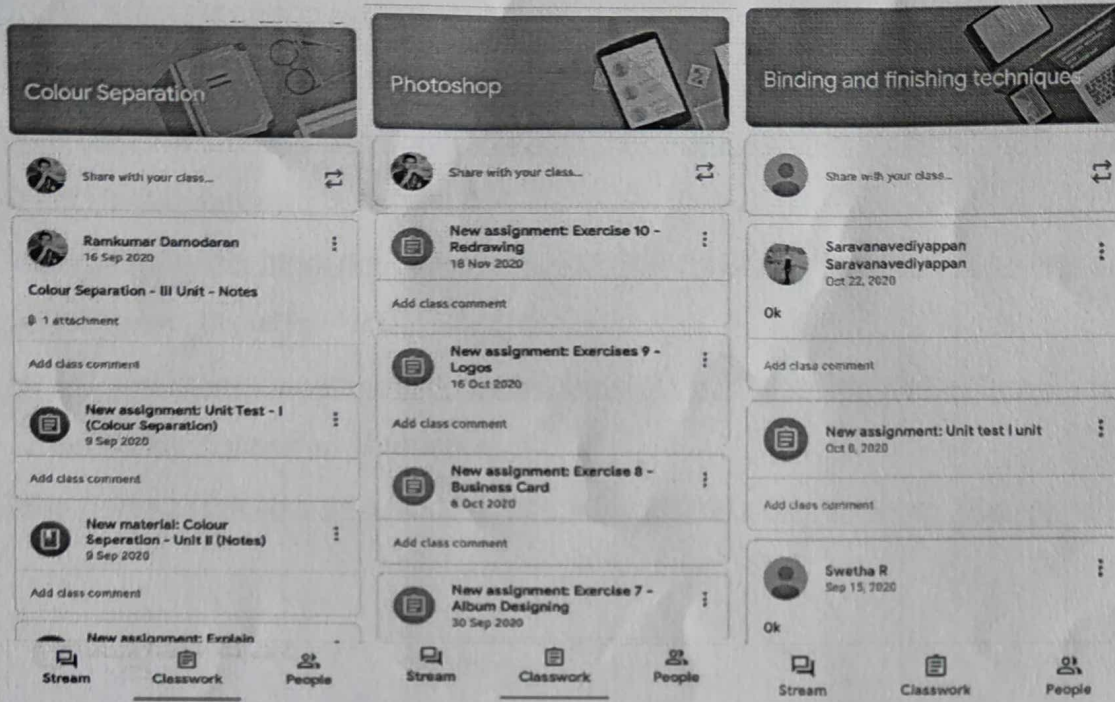 Colour Separation
Share with your class...
Ramkumar Damodaran
16 Sep 2020
Colour Separation - III Unit - Notes
1 attachment
Add class comment
New assignment: Unit Test - I
(Colour Separation)
9 Sep 2020
Add class comment
New material: Colour
Seperation - Unit II (Notes)
9 Sep 2020
Add class comment
New assignment: Explain
Stream
Classwork
People
Photoshop
Share with your class...
New assignment: Exercise 10 -
Redrawing
18 Nov 2020
Add class comment
New assignment: Exercises 9 -
Logos
16 Oct 2020
Add class comment
New assignment: Exercise 8 -
Business Card
8 Oct 2020
Add class comment
New assignment: Exercise 7 -
Album Designing
30 Sep 2020
Stream
Classwork
People
Binding and finishing techniques
Share with your class...
Saravanavediyappan
Saravanavediyappan
Oct 22, 2020
Ok
Add class comment
New assignment: Unit test I unit
Oct 8, 2020
Add class comment
Swetha R
Sep 15, 2020
Ok
Stream
Classwork
People